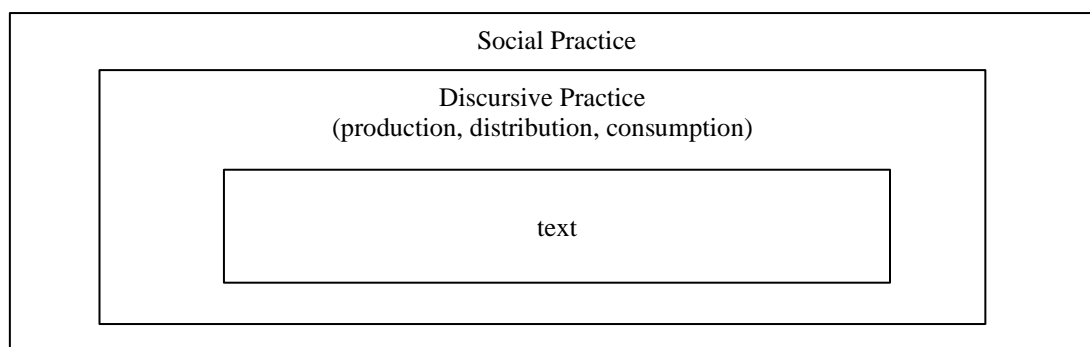 Social Practice
Discursive Practice
(production, distribution, consumption)
text